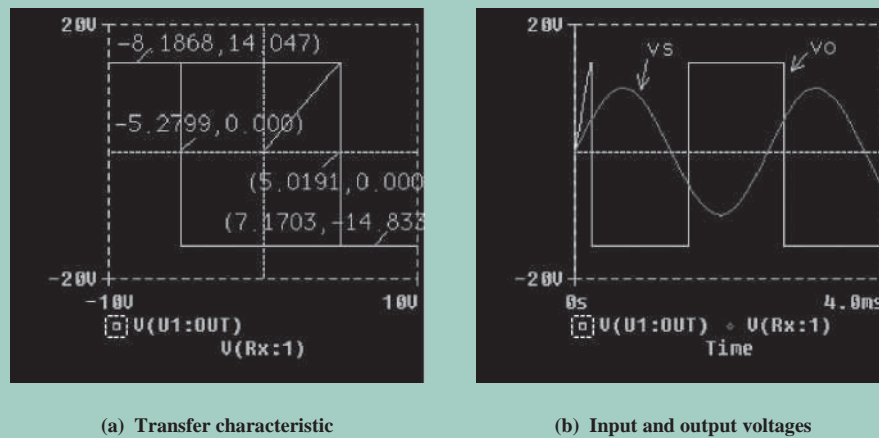 20V
-8.1868,14.047)
-5.2799,0.000)
(5.0191,0.000
(7.1703,-14.833
-20V
-10V 10V
V(U1:OUT)
V(Rx:1)
(a) Transfer characteristic
20V
vs
vo
-20V
0s 4.0ms
V(U1:OUT) ⋄ V(Rx:1)
Time
(b) Input and output voltages